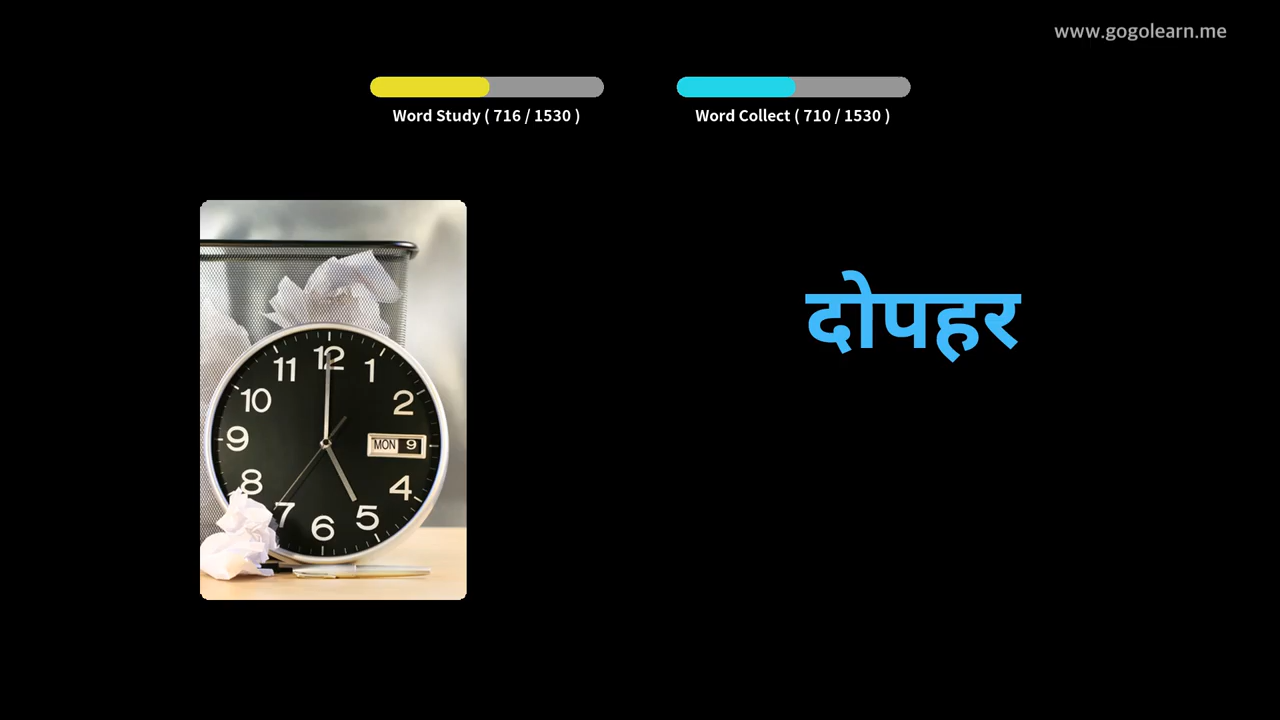 www.gogolearn.me
Word Study ( 716 / 1530 )
Word Collect ( 710 / 1530 )
दोपहर
12
11
1
10
2
9
MON 9
8
4
7
5
6